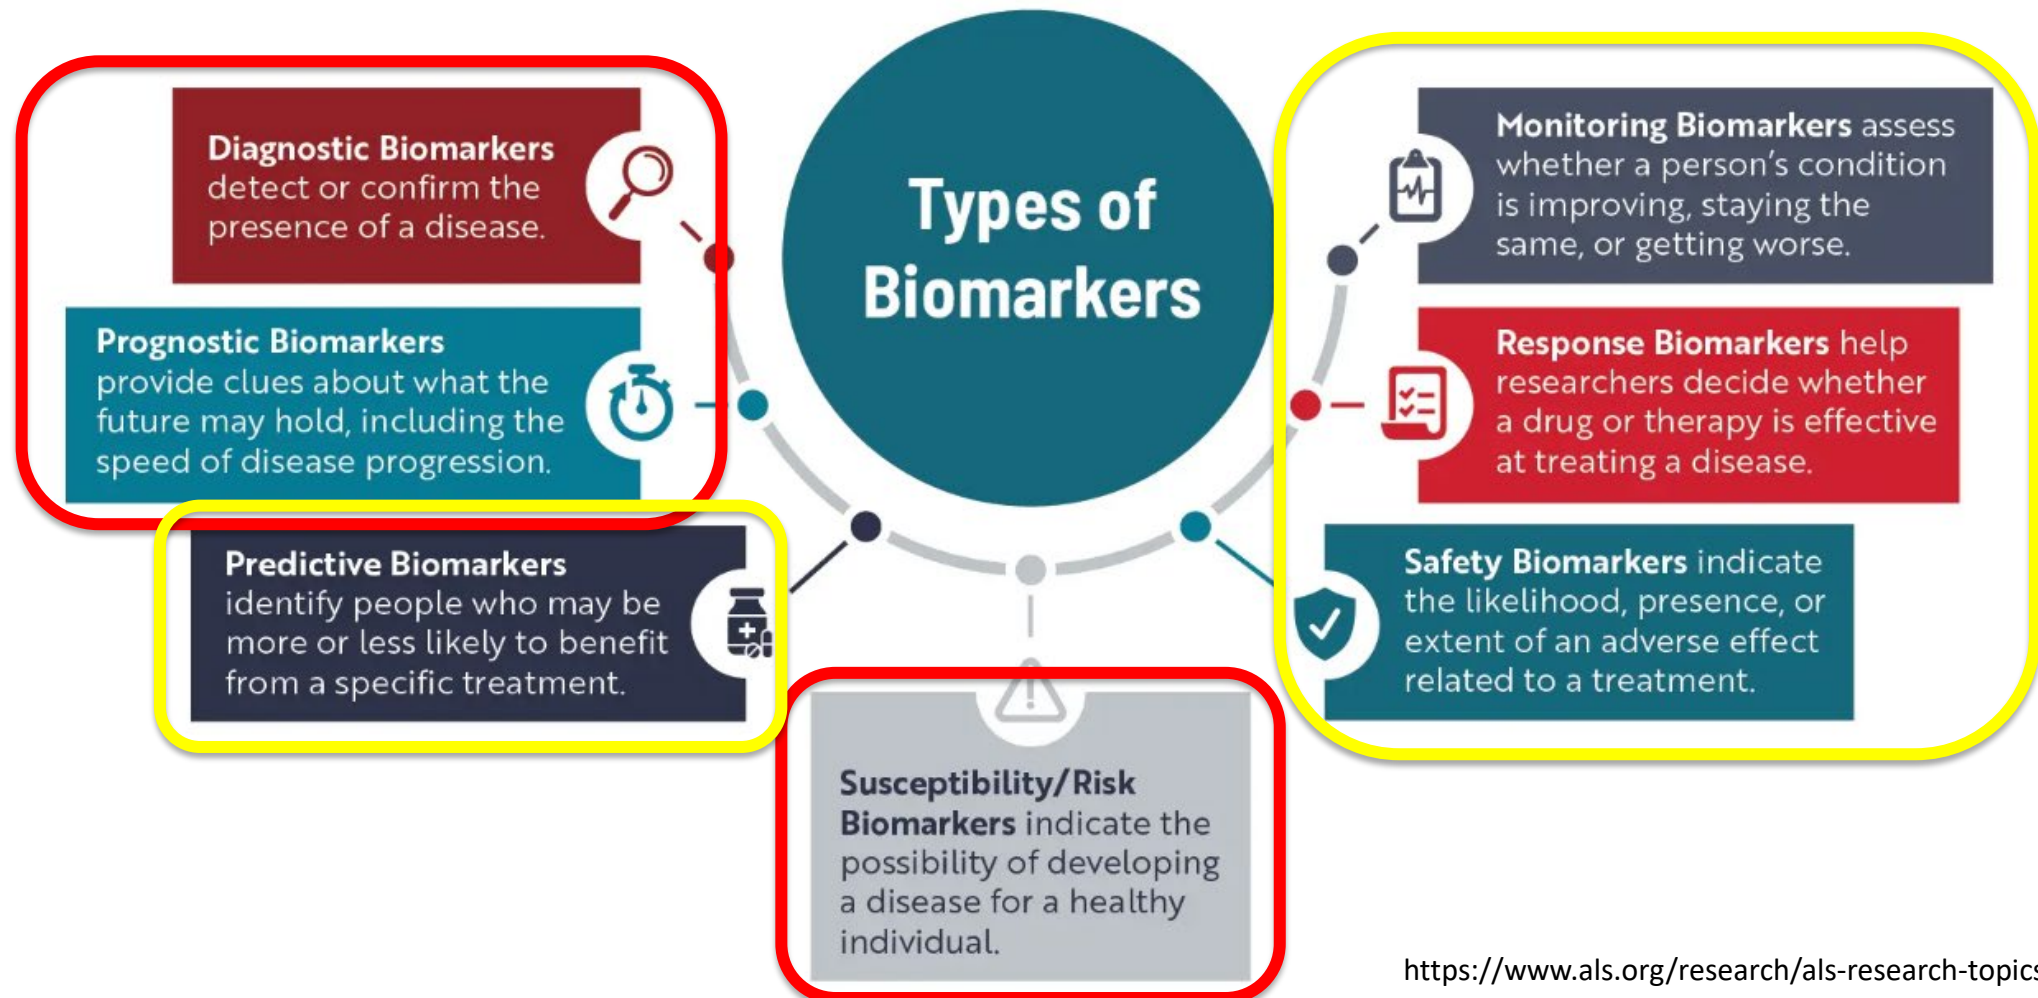 Types of
Biomarkers
Diagnostic Biomarkers
detect or confirm the
presence of a disease.
Prognostic Biomarkers
provide clues about what the
future may hold, including the
speed of disease progression.
Predictive Biomarkers
identify people who may be
more or less likely to benefit
from a specific treatment.
Susceptibility/Risk
Biomarkers indicate the
possibility of developing
a disease for a healthy
individual.
Monitoring Biomarkers assess
whether a person's condition
is improving, staying the
same, or getting worse.
Response Biomarkers help
researchers decide whether
a drug or therapy is effective
at treating a disease.
Safety Biomarkers indicate
the likelihood, presence, or
extent of an adverse effect
related to a treatment.
https://www.als.org/research/als-research-topics